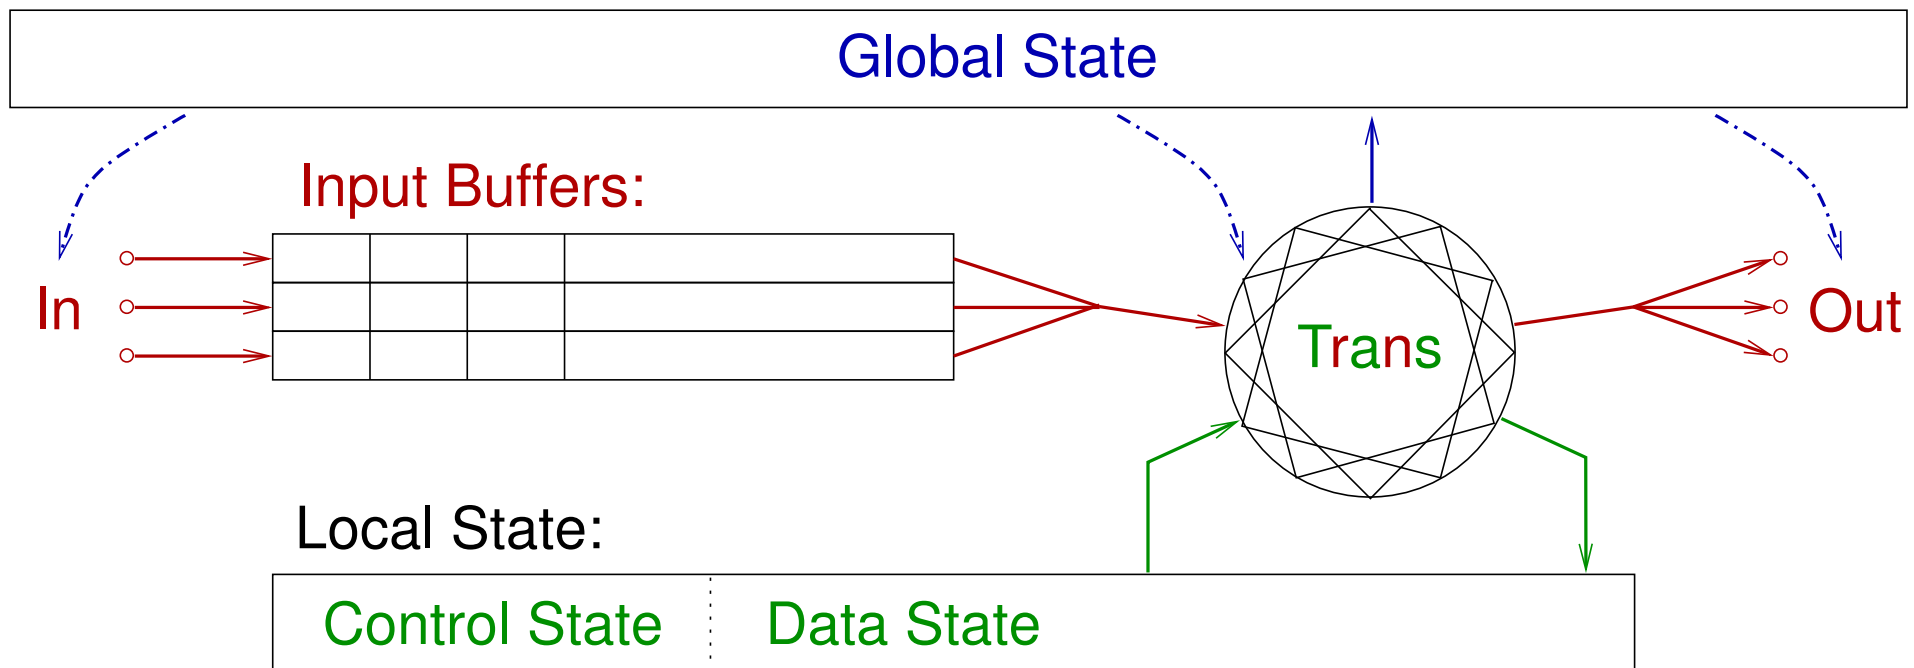 Global State
Input Buffers:
In
Trans
Out
Local State:
Control State
Data State